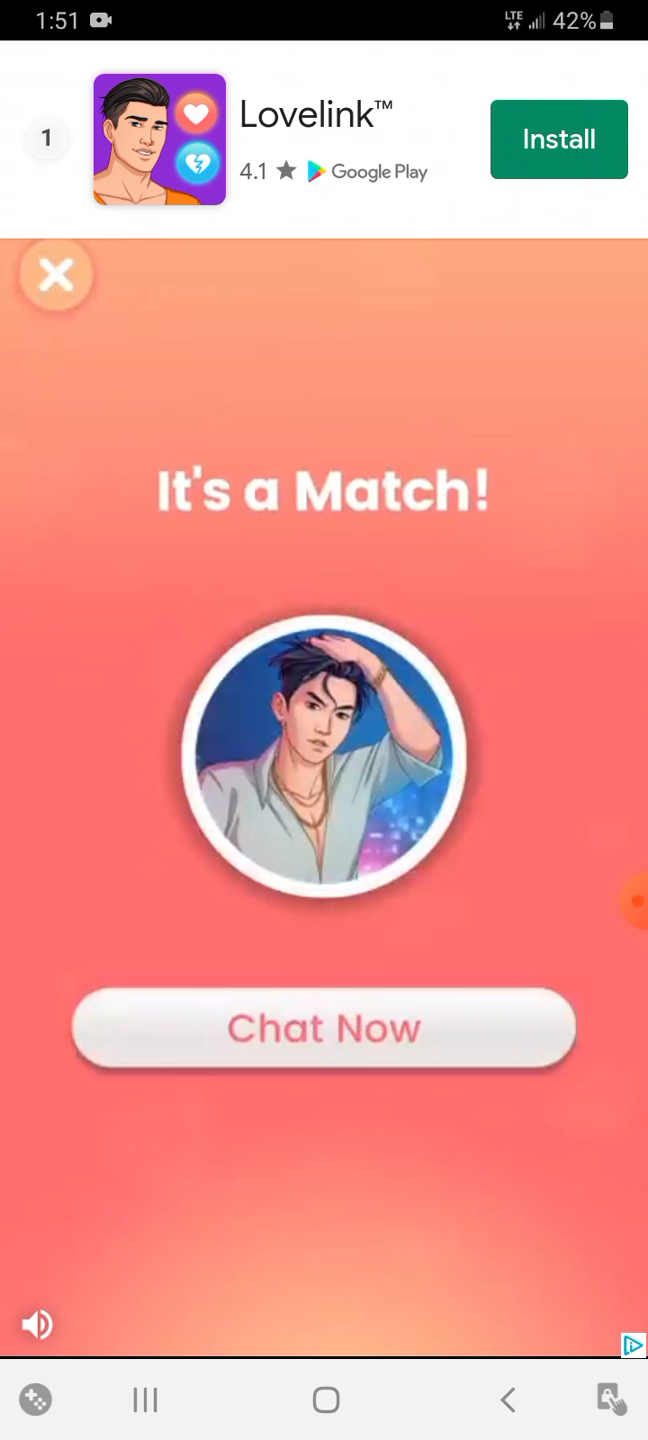 1:51
LTE
42%
1
Lovelink™
4.1 ★ Google Play
Install
It's a Match!
Chat Now